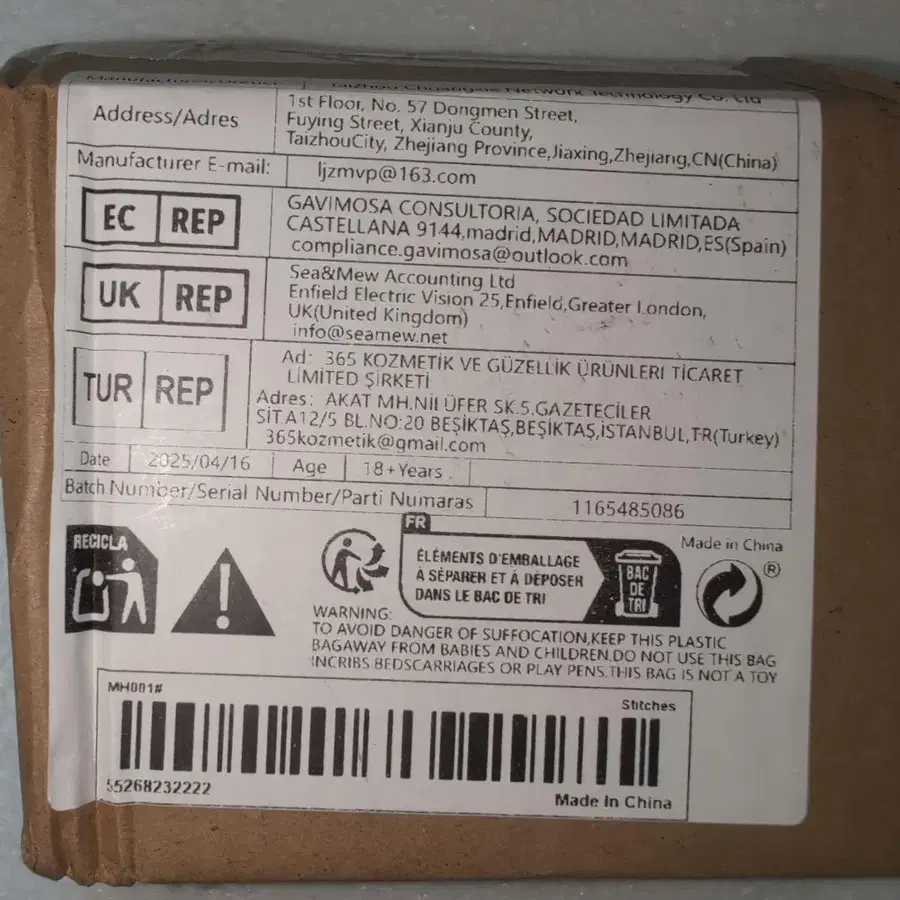 Taizhou Chuangxie Network Technology Co. Ltd
Address/Adres
1st Floor, No. 57 Dongmen Street,
Fuying Street, Xianju County,
TaizhouCity, Zhejiang Province,Jiaxing,Zhejiang,CN(China)
Manufacturer E-mail: ljzmvp@163.com
EC REP
GAVIMOSA CONSULTORIA, SOCIEDAD LIMITADA
CASTELLANA 9144,madrid,MADRID,MADRID,ES(Spain)
compliance.gavimosa@outlook.com
UK REP
Sea&Mew Accounting Ltd
Enfield Electric Vision 25,Enfield,Greater London,
UK(United Kingdom)
info@seamew.net
TUR REP
Ad: 365 KOZMETİK VE GÜZELLİK ÜRÜNLERI TİCARET
LİMİTED ŞİRKETİ
Adres: AKAT MH.NİLÜFER SK.5.GAZETECİLER
SİT.A12/5 BL.NO:20 BEŞİKTAŞ,BEŞİKTAŞ,İSTANBUL,TR(Turkey)
365kozmetik@gmail.com
Date 2025/04/16 Age 18+Years .
Batch Number/Serial Number/Parti Numaras 1165485086
RECICLA
FR
ÉLÉMENTS D'EMBALLAGE
À SÉPARER ET À DÉPOSER
DANS LE BAC DE TRI
BAC
DE
TRI
Made in China
®
WARNING:
TO AVOID DANGER OF SUFFOCATION,KEEP THIS PLASTIC
BAGAWAY FROM BABIES AND CHILDREN.DO NOT USE THIS BAG
INCRIBS BEDSCARRIAGES OR PLAY PENS.THIS BAG IS NOT A TOY
MH001#
Stitches
55268232222
Made In China